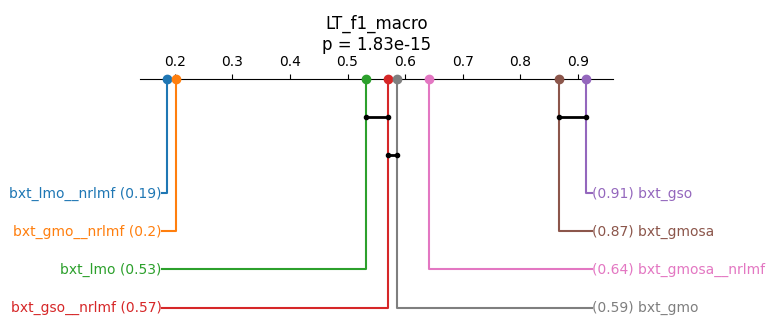 LT_f1_macro
p = 1.83e-15
0.2 0.3 0.4 0.5 0.6 0.7 0.8 0.9
bxt_lmo__nrlmf (0.19)
(0.91) bxt_gso
bxt_gmo__nrlmf (0.2)
(0.87) bxt_gmosa
bxt_lmo (0.53)
(0.64) bxt_gmosa__nrlmf
bxt_gso__nrlmf (0.57)
(0.59) bxt_gmo